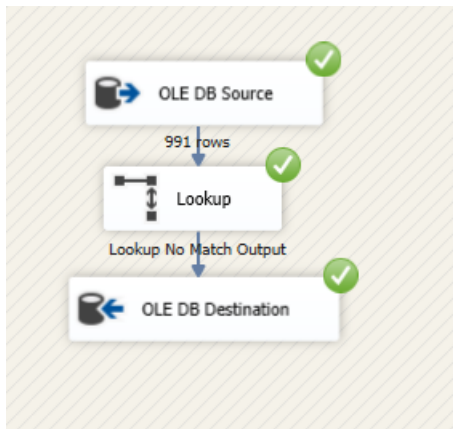 OLE DB Source
991 rows
Lookup
Lookup No Match Output
OLE DB Destination